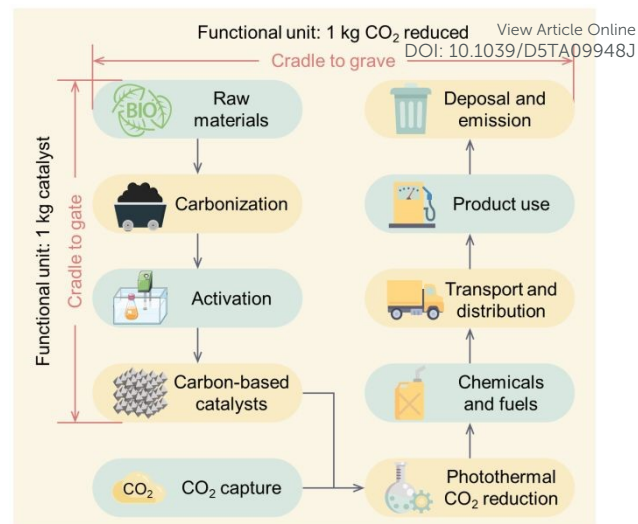 Functional unit: 1 kg CO₂ reduced
View Article Online
DOI: 10.1039/D5TA09948J
Cradle to grave
Functional unit: 1 kg catalyst
Cradle to gate
BIO
Raw
materials
Carbonization
Activation
Carbon-based
catalysts
CO₂
CO₂ capture
Deposal and
emission
Product use
Transport and
distribution
Chemicals
and fuels
Photothermal
CO₂ reduction